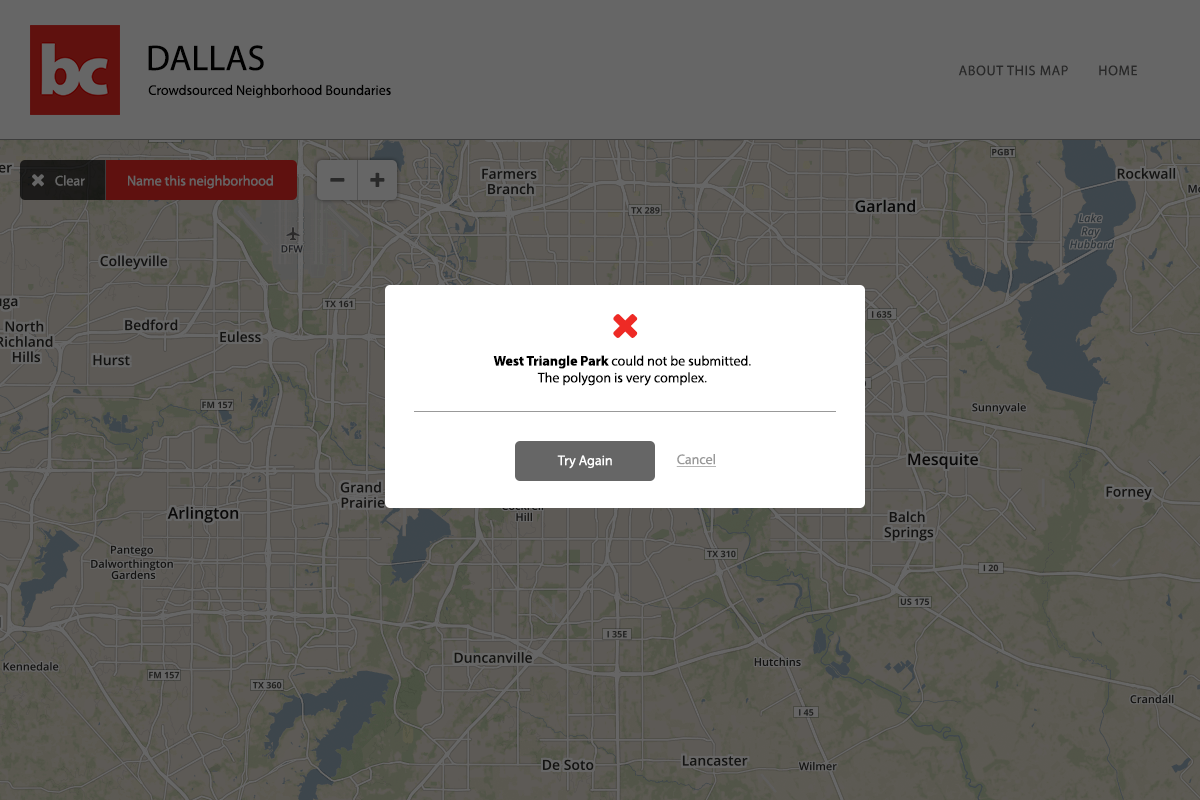 bc
DALLAS
Crowdsourced Neighborhood Boundaries
ABOUT THIS MAP
HOME
Clear
Name this neighborhood
Farmers
Branch
PGBT
Rockwall
TX 289
Garland
Lake
Ray
Hubbard
DFW
Colleyville
TX 161
North
Richland
Hills
Bedford
Euless
Hurst
I 635
West Triangle Park could not be submitted.
The polygon is very complex.
FM 157
Sunnyvale
Try Again
Cancel
Mesquite
Grand
Prairie
Forney
Arlington
Hill
Balch
Springs
Pantego
Dalworthington
Gardens
TX 310
I 20
US 175
I 35E
Duncanville
Hutchins
Kennedale
FM 157
TX 360
Crandall
I 45
De Soto
Lancaster
Wilmer